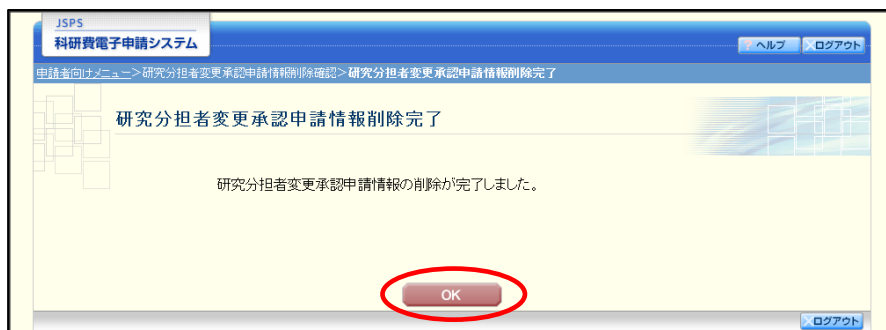 JSPS
科研費電子申請システム
? ヘルプ ×ログアウト
申請者向けメニュー>研究分担者変更承認申請情報削除確認>研究分担者変更承認申請情報削除完了
研究分担者変更承認申請情報削除完了
研究分担者変更承認申請情報の削除が完了しました。
OK
×ログアウト